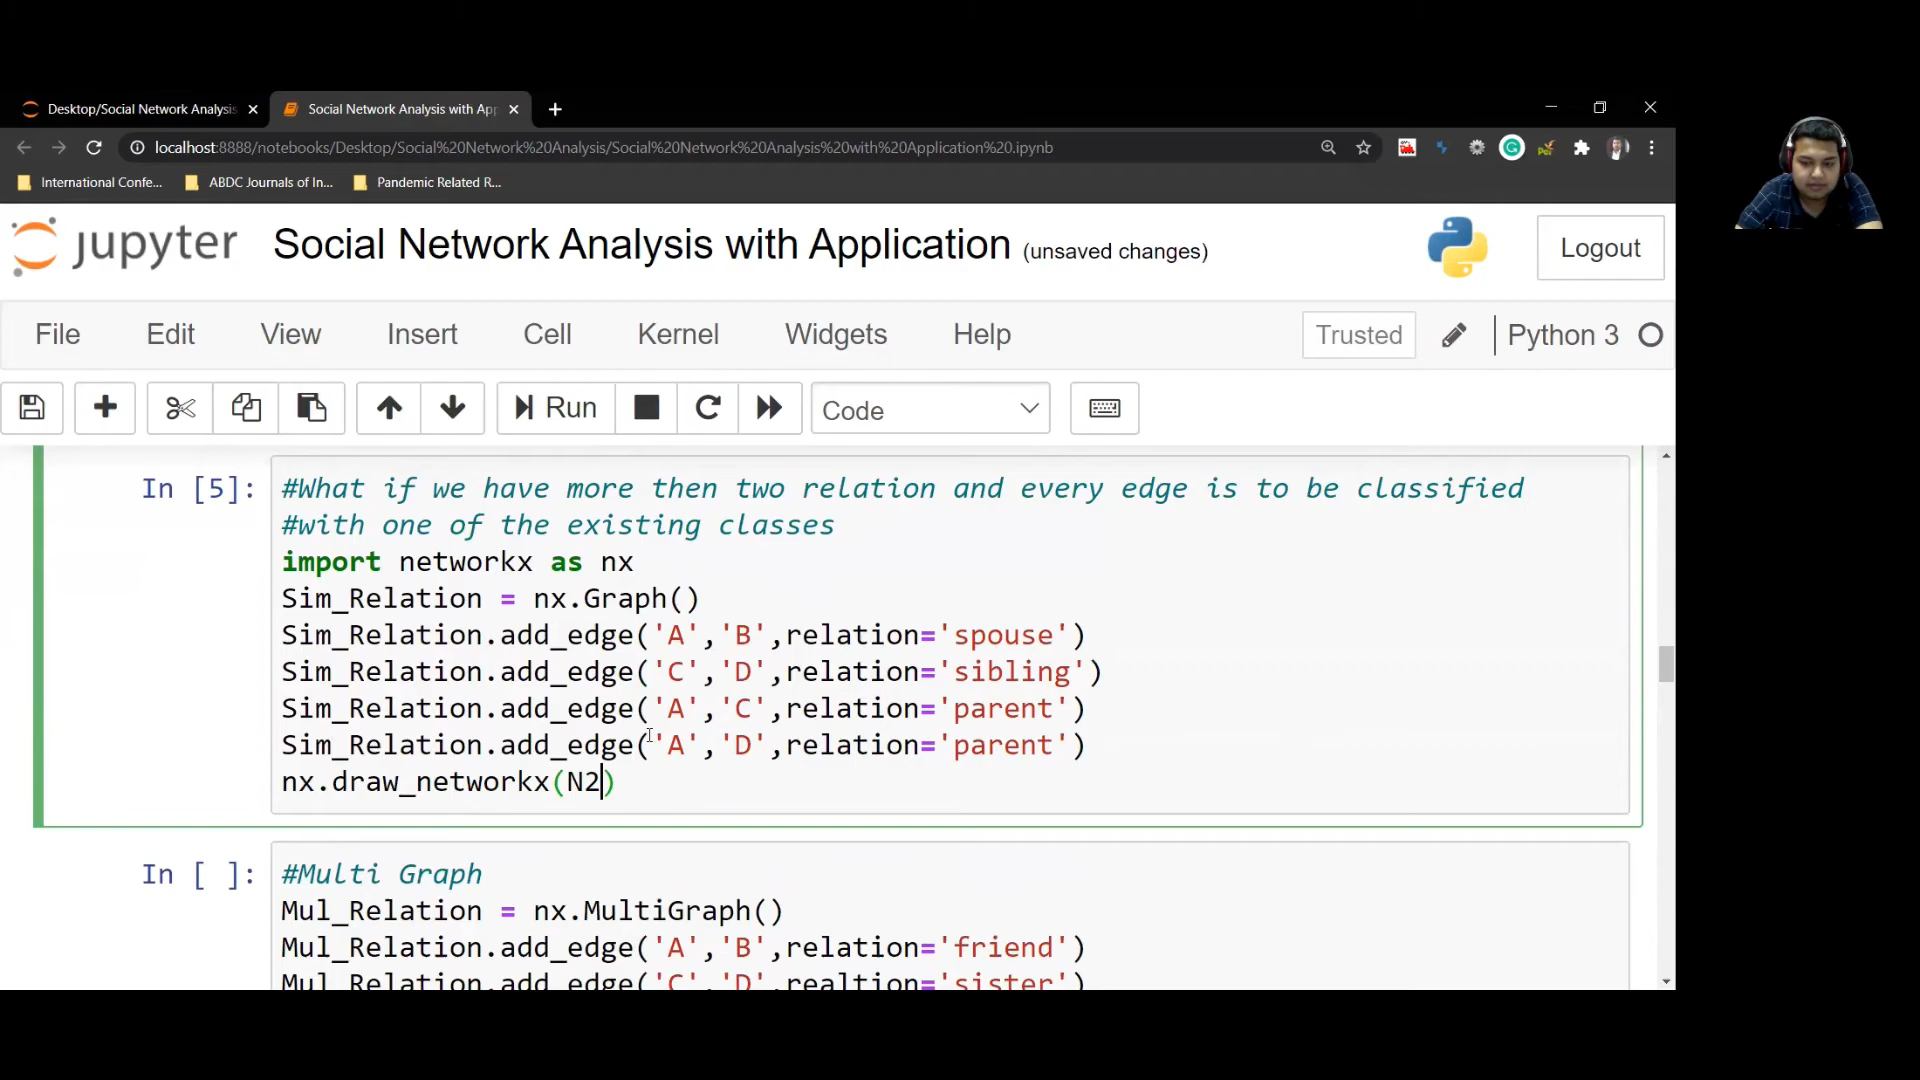 Desktop/Social Network Analysis
Social Network Analysis with App
localhost:8888/notebooks/Desktop/Social%20Network%20Analysis/Social%20Network%20Analysis%20with%20Application%20.ipynb
International Confe...
ABDC Journals of In...
Pandemic Related R...
jupyter
Social Network Analysis with Application (unsaved changes)
Logout
File Edit View Insert Cell Kernel Widgets Help
Trusted
Python 3
Run
Code
In [5]:
#What if we have more then two relation and every edge is to be classified
#with one of the existing classes
import networkx as nx
Sim_Relation = nx.Graph()
Sim_Relation.add_edge('A','B',relation='spouse')
Sim_Relation.add_edge('C','D',relation='sibling')
Sim_Relation.add_edge('A','C',relation='parent')
Sim_Relation.add_edge('A','D',relation='parent')
nx.draw_networkx(N2)
In [ ]:
#Multi Graph
Mul_Relation = nx.MultiGraph()
Mul_Relation.add_edge('A','B',relation='friend')
Mul_Relation.add_edge('C','D',realtion='sister')